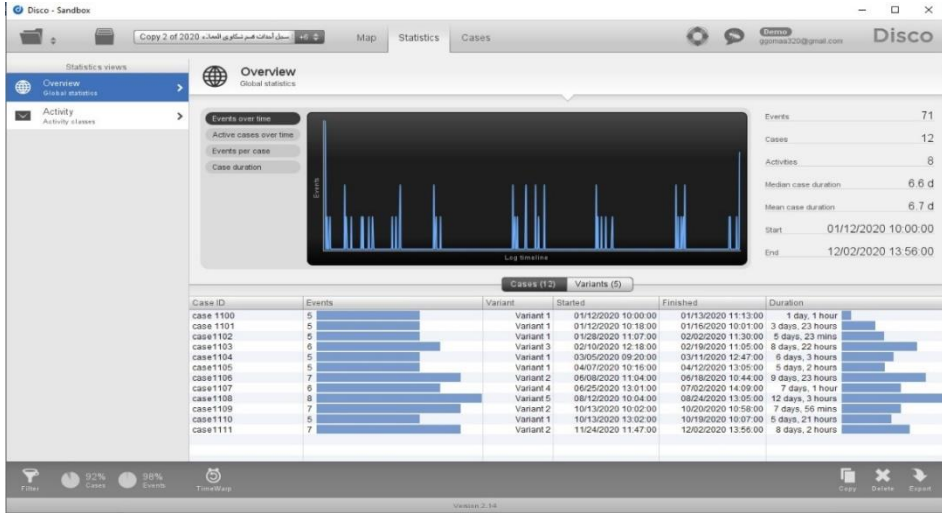 Disco - Sandbox
Copy 2 of 2020 سجل أحداث قسم شكاوى العملاء +6
Map Statistics Cases
Demo
ggomaa320@gmail.com
Disco
Statistics views
Overview
Global statistics
Activity
Activity classes
Overview
Global statistics
Events over time
Active cases over time
Events per case
Case duration
Events
Log timeline
Events 71
Cases 12
Activities 8
Median case duration 6.6 d
Mean case duration 6.7 d
Start 01/12/2020 10:00:00
End 12/02/2020 13:56:00
Cases (12) Variants (5)
Case ID Events Variant Started Finished Duration
case 1100 5 Variant 1 01/12/2020 10:00:00 01/13/2020 11:13:00 1 day, 1 hour
case 1101 5 Variant 1 01/12/2020 10:18:00 01/16/2020 10:01:00 3 days, 23 hours
case1102 5 Variant 1 01/28/2020 11:07:00 02/02/2020 11:30:00 5 days, 23 mins
case1103 6 Variant 3 02/10/2020 12:18:00 02/19/2020 11:05:00 8 days, 22 hours
case1104 5 Variant 1 03/05/2020 09:20:00 03/11/2020 12:47:00 6 days, 3 hours
case1105 5 Variant 1 04/07/2020 10:16:00 04/12/2020 13:05:00 5 days, 2 hours
case1106 7 Variant 2 06/08/2020 11:04:00 06/18/2020 10:44:00 9 days, 23 hours
case1107 6 Variant 4 06/25/2020 13:01:00 07/02/2020 14:09:00 7 days, 1 hour
case1108 8 Variant 5 08/12/2020 10:04:00 08/24/2020 13:05:00 12 days, 3 hours
case1109 7 Variant 2 10/13/2020 10:02:00 10/20/2020 10:58:00 7 days, 56 mins
case1110 5 Variant 1 10/13/2020 13:02:00 10/19/2020 10:07:00 5 days, 21 hours
case1111 7 Variant 2 11/24/2020 11:47:00 12/02/2020 13:56:00 8 days, 2 hours
Filter
92% Cases
98% Events
TimeWarp
Copy Delete Export
Version 2.14